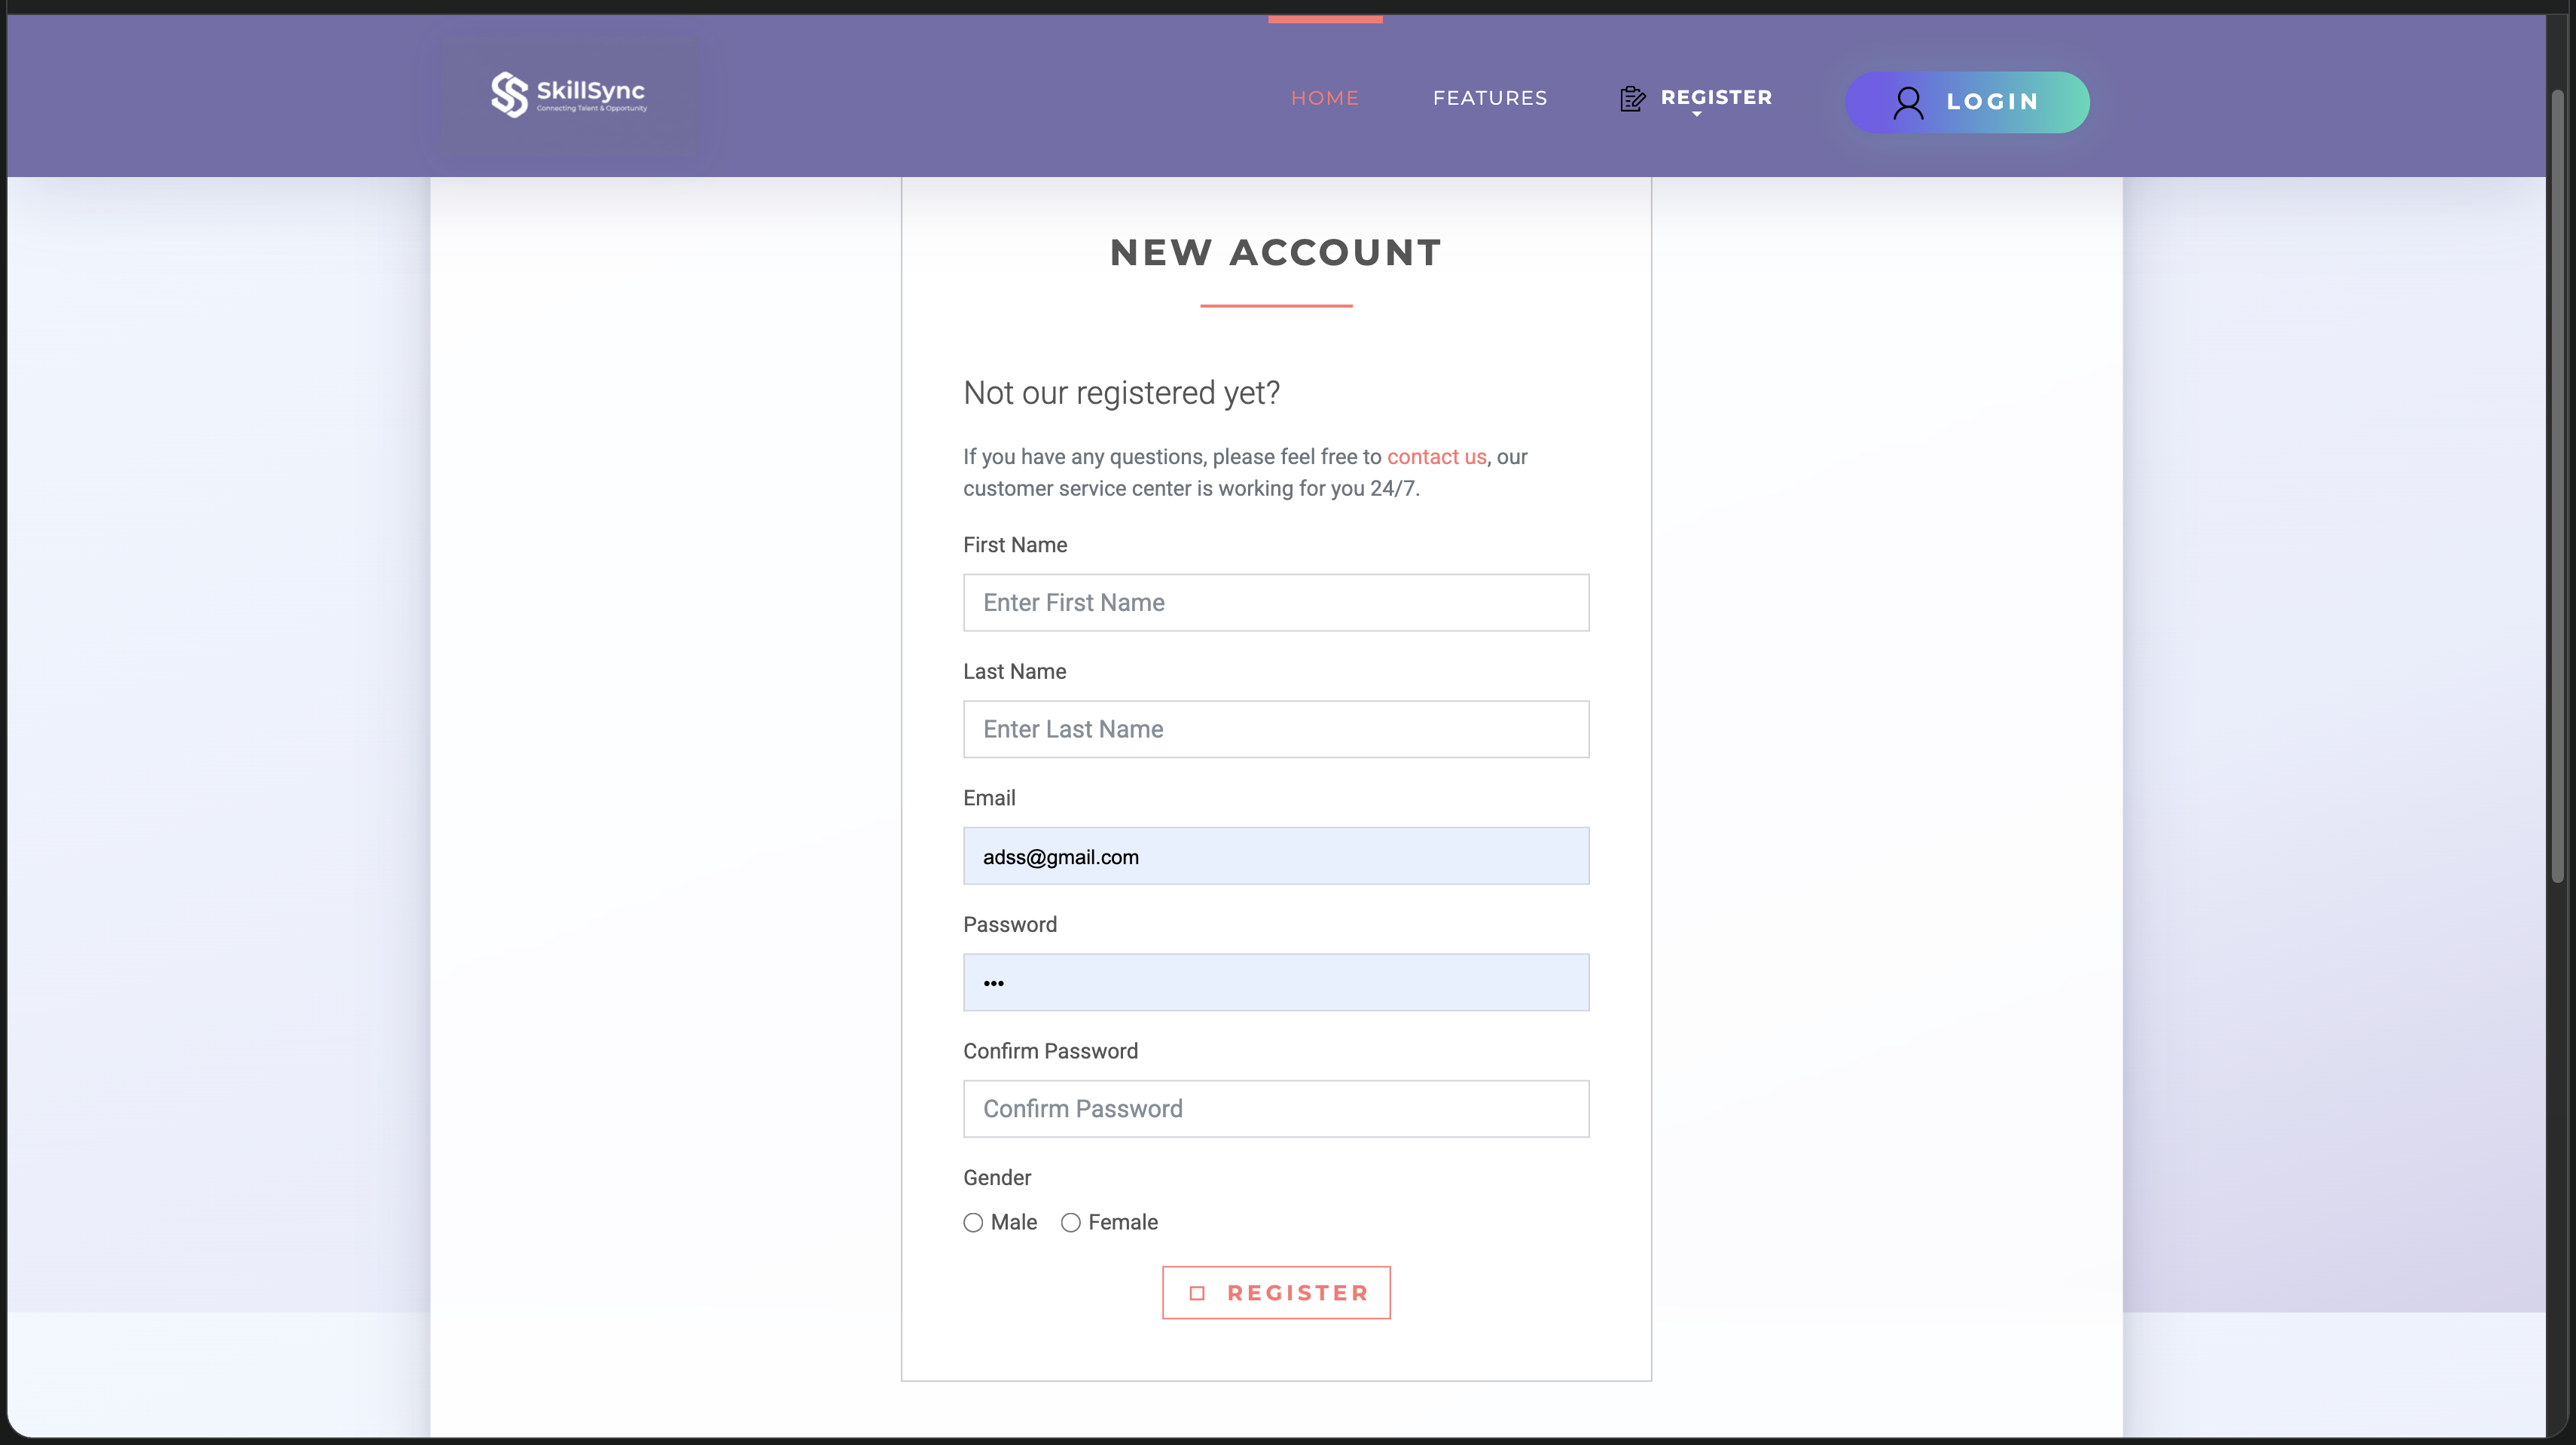 SkillSync
Connecting Talent & Opportunity
HOME
FEATURES
REGISTER
LOGIN
NEW ACCOUNT
Not our registered yet?
If you have any questions, please feel free to contact us, our
customer service center is working for you 24/7.
First Name
Enter First Name
Last Name
Enter Last Name
Email
adss@gmail.com
Password
•••
Confirm Password
Confirm Password
Gender
Male
Female
REGISTER